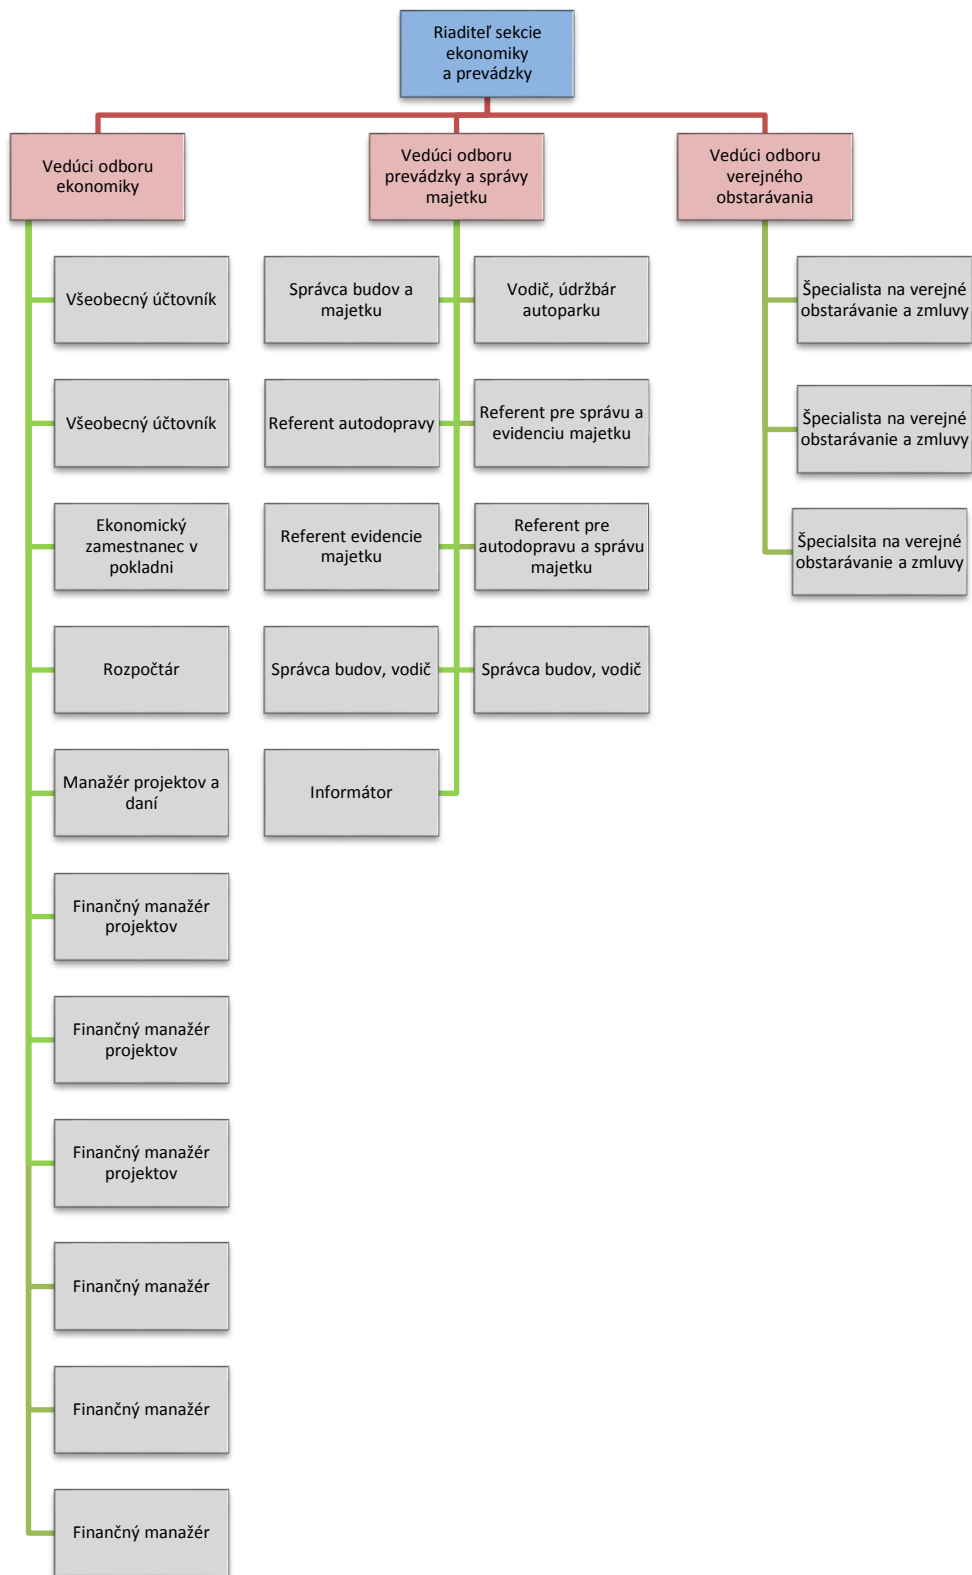 Riaditeľ sekcie
ekonomiky
a prevádzky
Vedúci odboru
ekonomiky
Vedúci odboru
prevádzky a správy
majetku
Vedúci odboru
verejného
obstarávania
Všeobecný účtovník
Všeobecný účtovník
Ekonomický
zamestnanec v
pokladni
Rozpočtár
Manažér projektov a
daní
Finančný manažér
projektov
Finančný manažér
projektov
Finančný manažér
projektov
Finančný manažér
Finančný manažér
Finančný manažér
Správca budov a
majetku
Vodič, údržbár
autoparku
Referent autodopravy
Referent pre správu a
evidenciu majetku
Referent evidencie
majetku
Referent pre
autodopravu a správu
majetku
Správca budov, vodič
Správca budov, vodič
Informátor
Špecialista na verejné
obstarávanie a zmluvy
Špecialista na verejné
obstarávanie a zmluvy
Špecialsita na verejné
obstarávanie a zmluvy